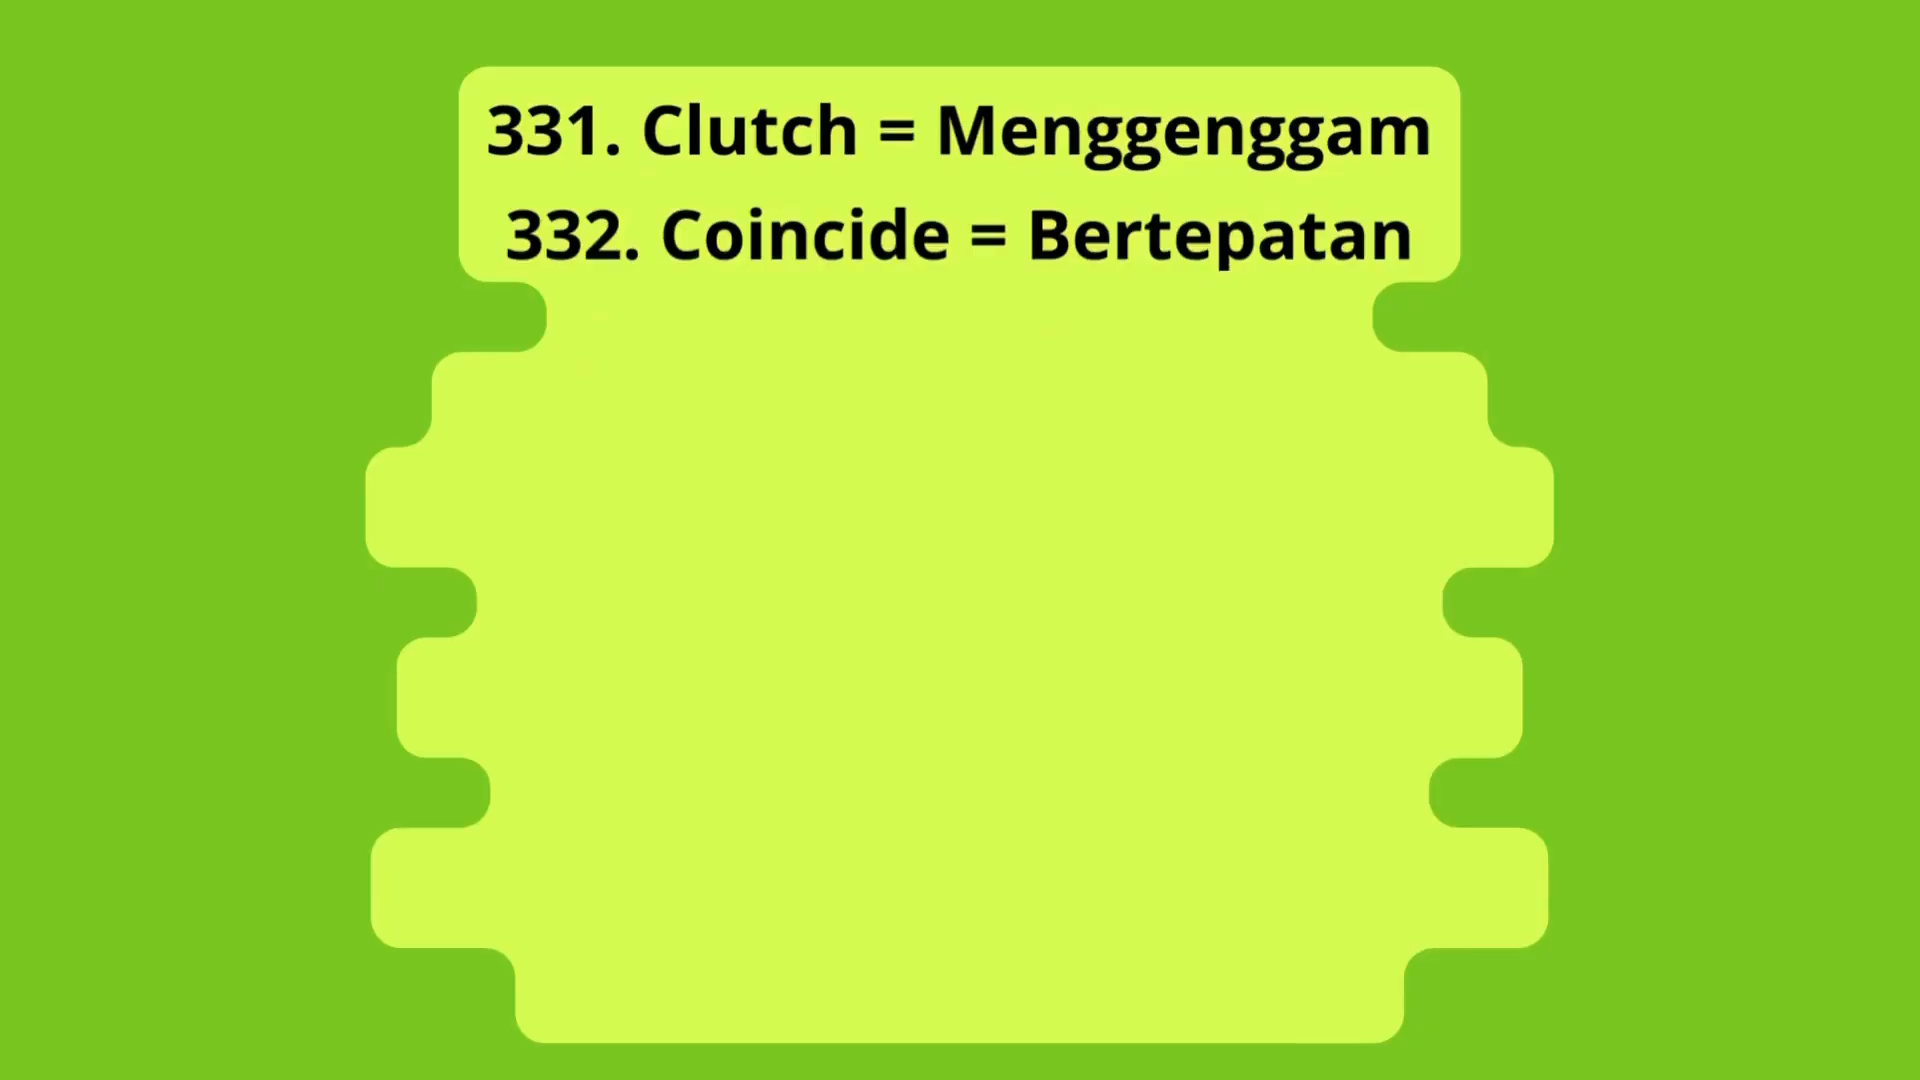 331. Clutch = Menggenggam
332. Coincide = Bertepatan